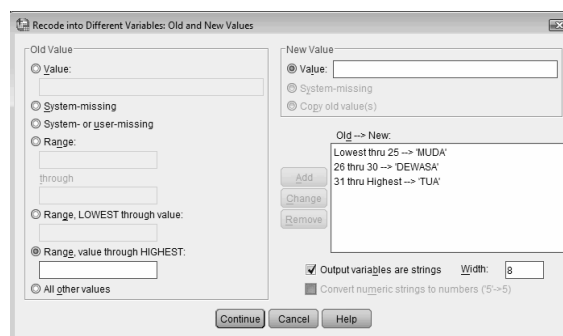 Recode into Different Variables: Old and New Values
Old Value
Value:
System-missing
System- or user-missing
Range:
through
Range, LOWEST through value:
Range, value through HIGHEST:
All other values
New Value
Value:
System-missing
Copy old value(s)
Old --> New:
Lowest thru 25 --> 'MUDA'
26 thru 30 --> 'DEWASA'
31 thru Highest --> 'TUA'
Add
Change
Remove
Output variables are strings Width: 8
Convert numeric strings to numbers ('5'->5)
Continue Cancel Help